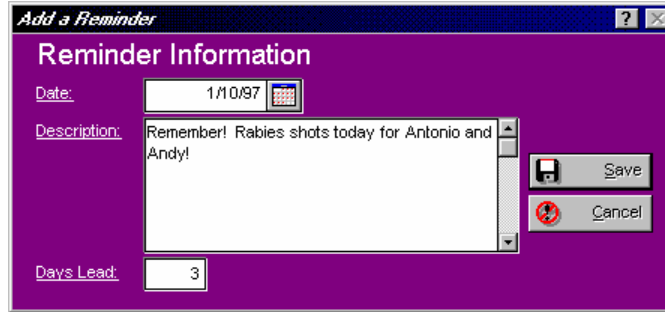 Add a Reminder
Reminder Information
Date:
1/10/97
Description:
Remember! Rabies shots today for Antonio and
Andy!
Save
Cancel
Days Lead:
3